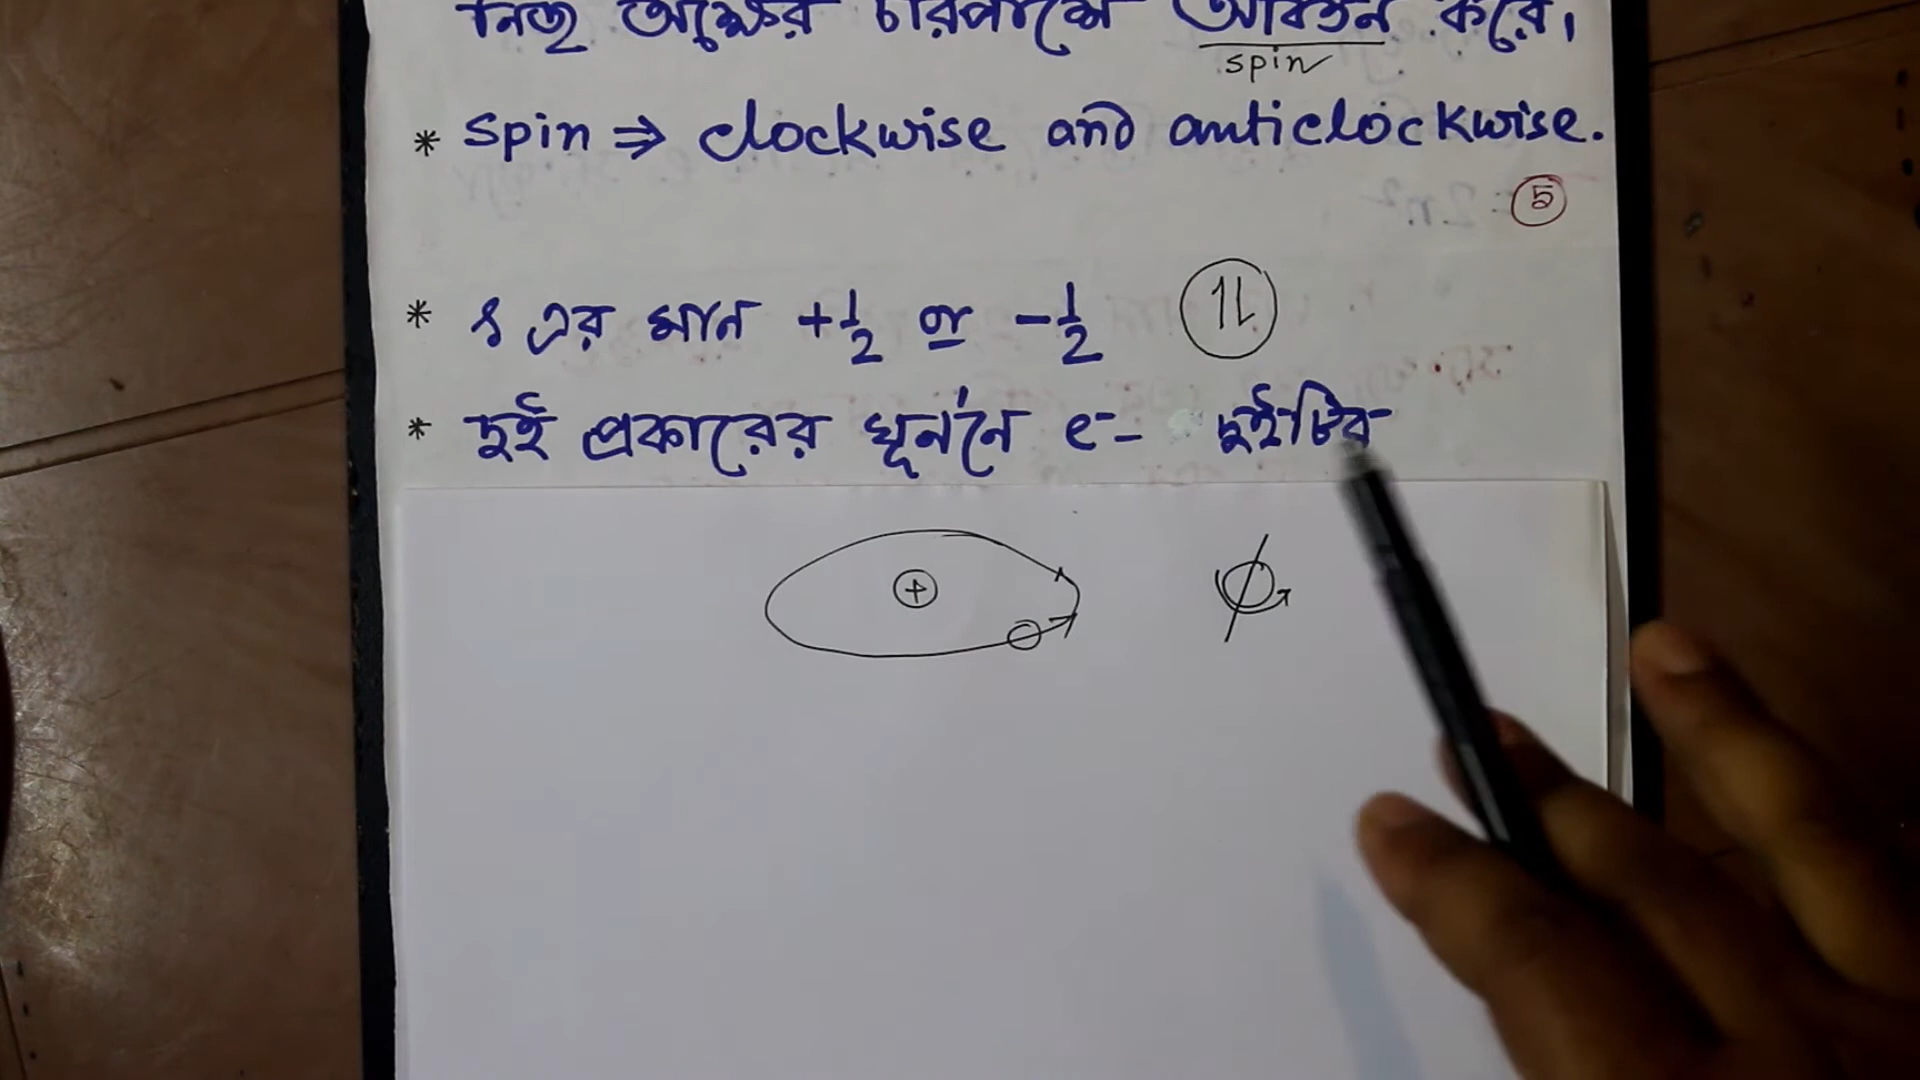 নিজ অক্ষের চারপাশে আবর্তন করে।
spin
* spin ⇒ clockwise and anticlockwise.
5
* s এর মান +1/2 or -1/2 1l
* দুই প্রকারের ঘূর্ননে e- দুইটির
+